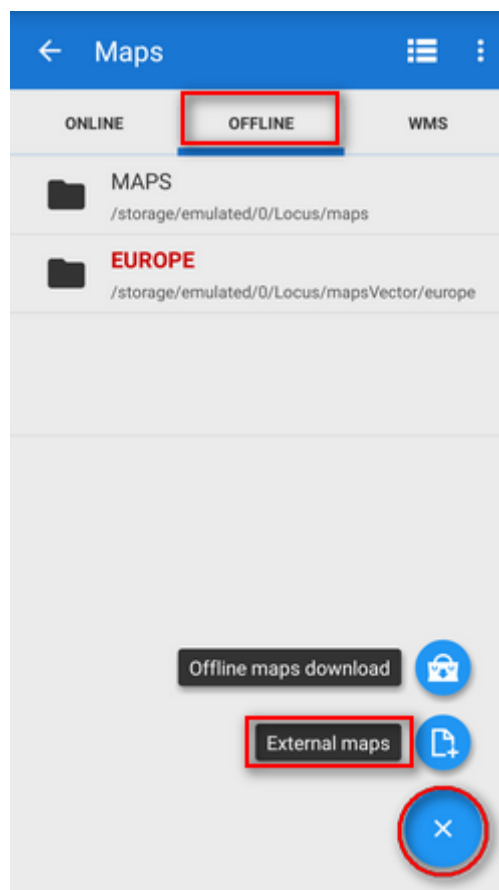 Maps
ONLINE OFFLINE WMS
MAPS
/storage/emulated/0/Locus/maps
EUROPE
/storage/emulated/0/Locus/mapsVector/europe
Offline maps download
External maps